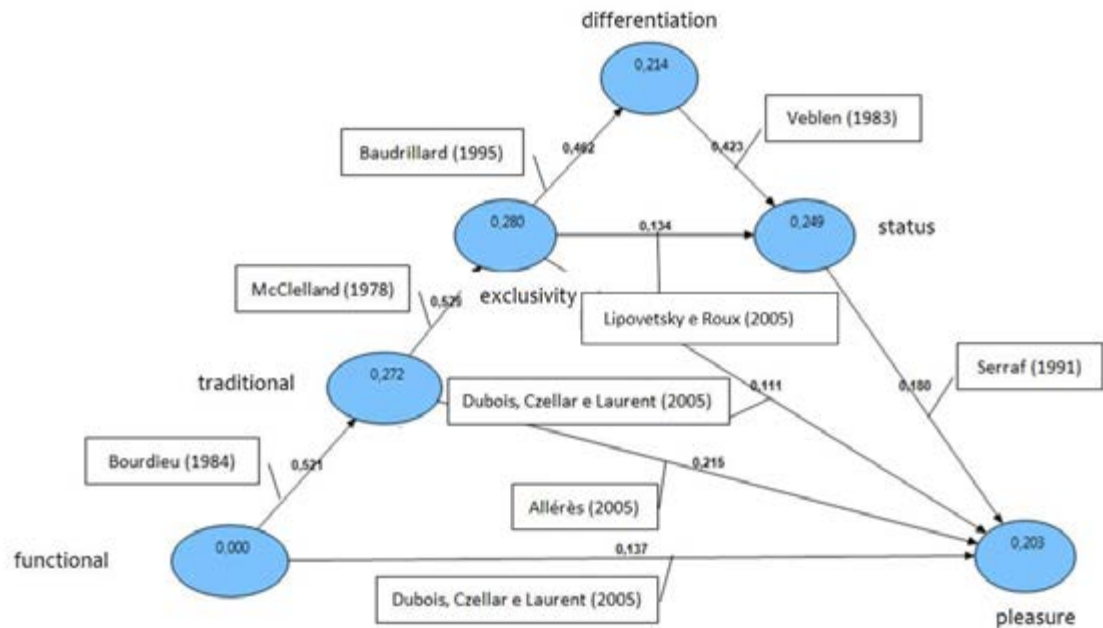 differentiation
0,214
Veblen (1983)
Baudrillard (1995)
0,462
0,423
0,280
0,134
0,249
status
McClelland (1978)
0,529
exclusivity
Lipovetsky e Roux (2005)
traditional
0,272
Serraf (1991)
0,180
Dubois, Czellar e Laurent (2005)
0,111
Bourdieu (1984)
0,521
0,215
Allérès (2005)
functional
0,000
0,137
0,203
Dubois, Czellar e Laurent (2005)
pleasure